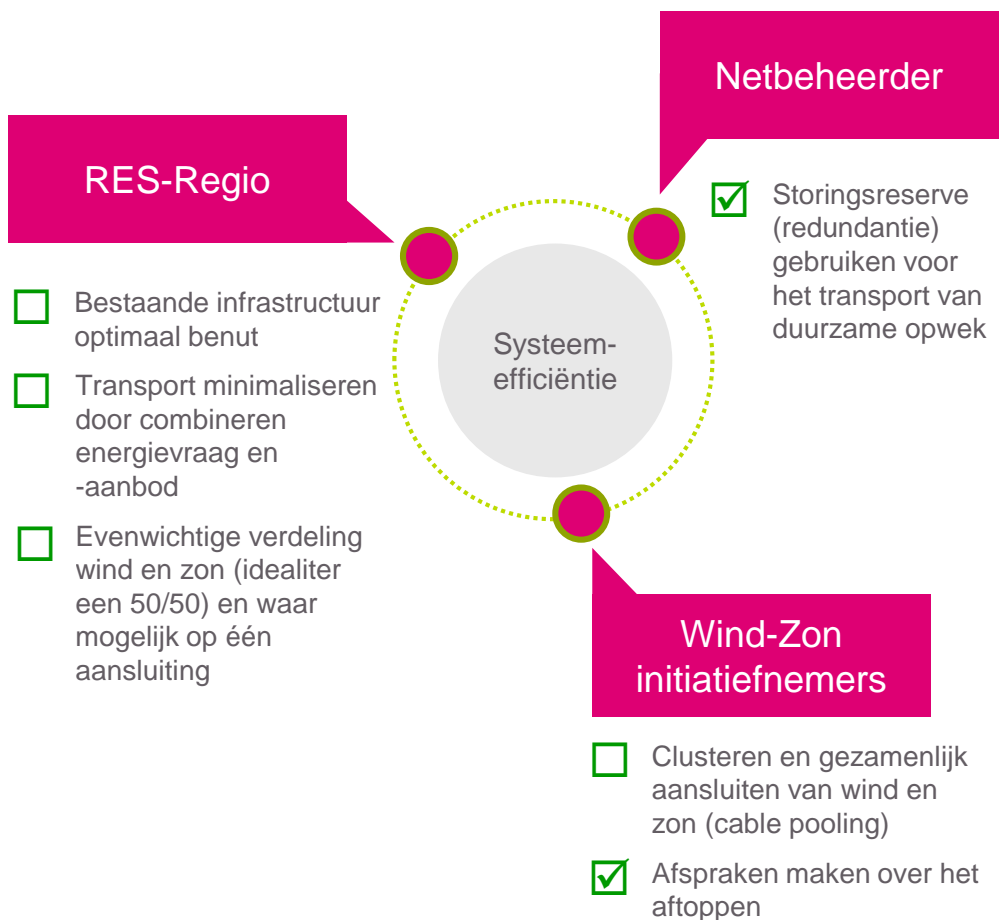 Netbeheerder
Storingsreserve
(redundantie)
gebruiken voor
het transport van
duurzame opwek
RES-Regio
Bestaande infrastructuur
optimaal benut
Transport minimaliseren
door combineren
energievraag en
-aanbod
Evenwichtige verdeling
wind en zon (idealiter
een 50/50) en waar
mogelijk op één
aansluiting
Systeem-
efficiëntie
Wind-Zon
initiatiefnemers
Clusteren en gezamenlijk
aansluiten van wind en
zon (cable pooling)
Afspraken maken over het
aftoppen